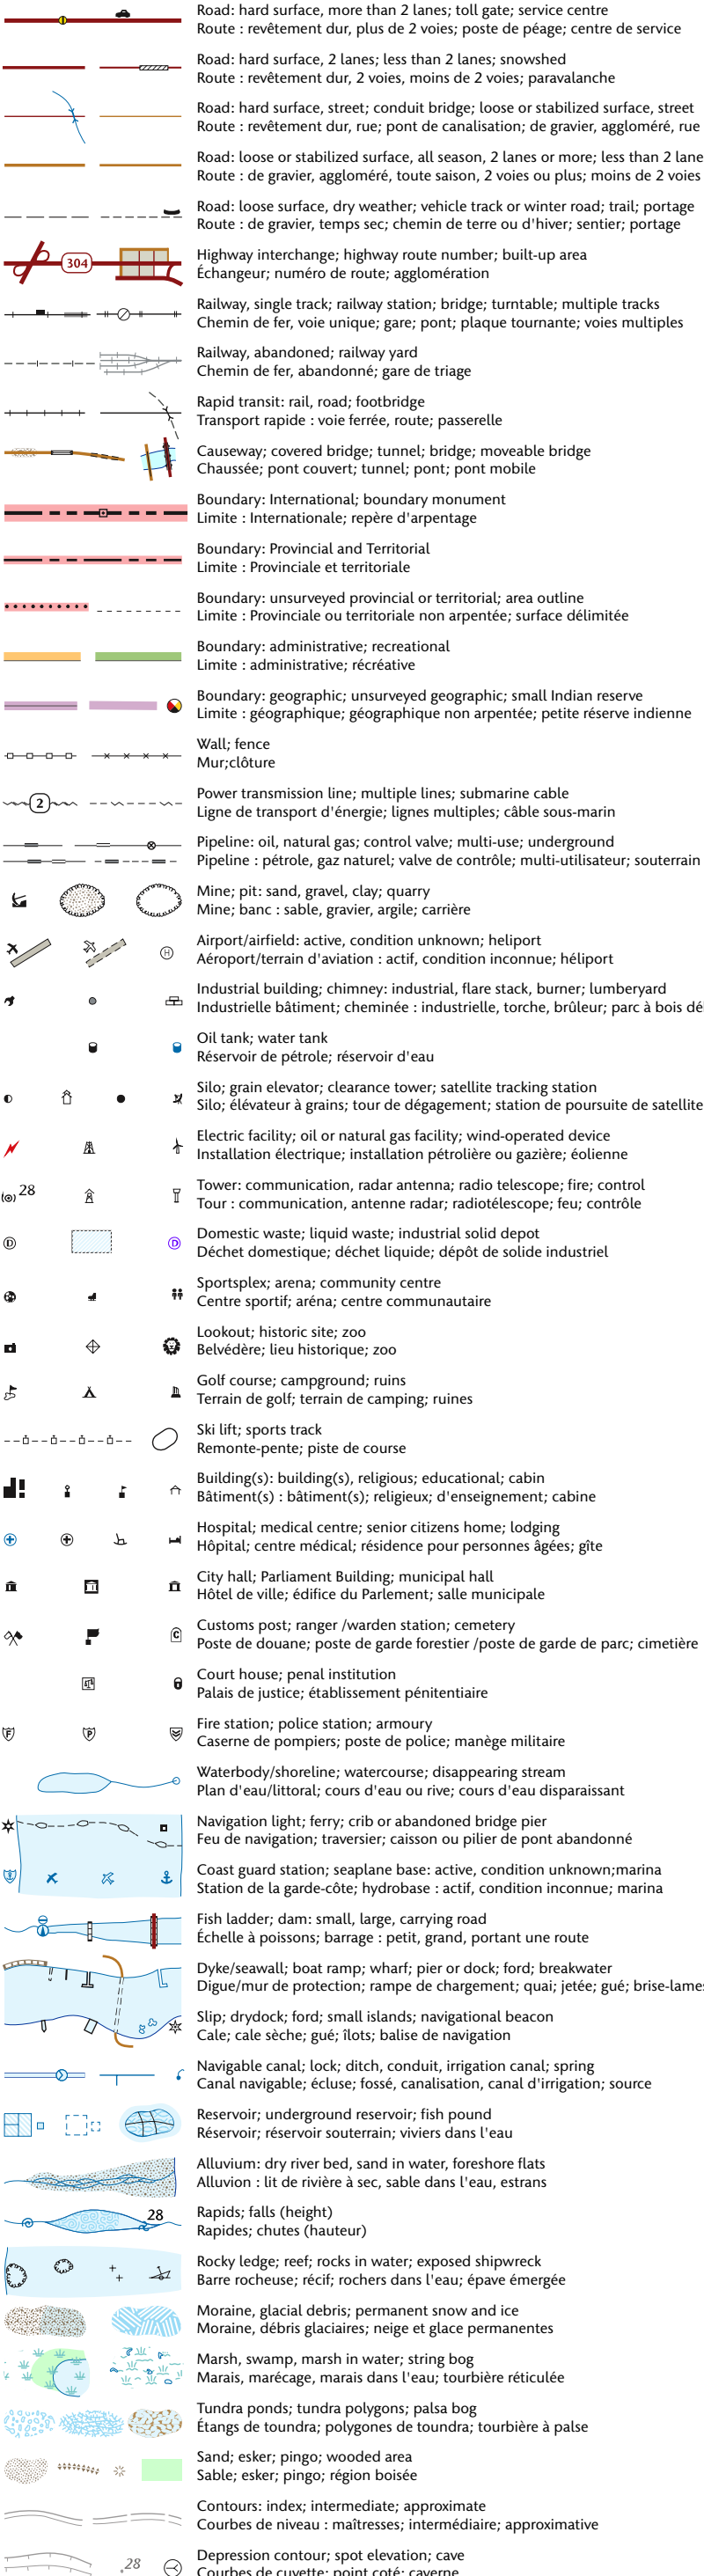 Road: hard surface, more than 2 lanes; toll gate; service centre
Route : revêtement dur, plus de 2 voies; poste de péage; centre de service
Road: hard surface, 2 lanes; less than 2 lanes; snowshed
Route : revêtement dur, 2 voies, moins de 2 voies; paravalanche
Road: hard surface, street; conduit bridge; loose or stabilized surface, street
Route : revêtement dur, rue; pont de canalisation; de gravier, aggloméré, rue
Road: loose or stabilized surface, all season, 2 lanes or more; less than 2 lane
Route : de gravier, aggloméré, toute saison, 2 voies ou plus; moins de 2 voies
Road: loose surface, dry weather; vehicle track or winter road; trail; portage
Route : de gravier, temps sec; chemin de terre ou d'hiver; sentier; portage
304
Highway interchange; highway route number; built-up area
Échangeur; numéro de route; agglomération
Railway, single track; railway station; bridge; turntable; multiple tracks
Chemin de fer, voie unique; gare; pont; plaque tournante; voies multiples
Railway, abandoned; railway yard
Chemin de fer, abandonné; gare de triage
Rapid transit: rail, road; footbridge
Transport rapide : voie ferrée, route; passerelle
Causeway; covered bridge; tunnel; bridge; moveable bridge
Chaussée; pont couvert; tunnel; pont; pont mobile
Boundary: International; boundary monument
Limite : Internationale; repère d'arpentage
Boundary: Provincial and Territorial
Limite : Provinciale et territoriale
Boundary: unsurveyed provincial or territorial; area outline
Limite : Provinciale ou territoriale non arpentée; surface délimitée
Boundary: administrative; recreational
Limite : administrative; récréative
Boundary: geographic; unsurveyed geographic; small Indian reserve
Limite : géographique; géographique non arpentée; petite réserve indienne
Wall; fence
Mur;clôture
2
Power transmission line; multiple lines; submarine cable
Ligne de transport d'énergie; lignes multiples; câble sous-marin
Pipeline: oil, natural gas; control valve; multi-use; underground
Pipeline : pétrole, gaz naturel; valve de contrôle; multi-utilisateur; souterrain
Mine; pit: sand, gravel, clay; quarry
Mine; banc : sable, gravier, argile; carrière
H
Airport/airfield: active, condition unknown; heliport
Aéroport/terrain d'aviation : actif, condition inconnue; héliport
Industrial building; chimney: industrial, flare stack, burner; lumberyard
Industrielle bâtiment; cheminée : industrielle, torche, brûleur; parc à bois dé
Oil tank; water tank
Réservoir de pétrole; réservoir d'eau
Silo; grain elevator; clearance tower; satellite tracking station
Silo; élévateur à grains; tour de dégagement; station de poursuite de satellite
Electric facility; oil or natural gas facility; wind-operated device
Installation électrique; installation pétrolière ou gazière; éolienne
28
Tower: communication, radar antenna; radio telescope; fire; control
Tour : communication, antenne radar; radiotélescope; feu; contrôle
D D
Domestic waste; liquid waste; industrial solid depot
Déchet domestique; déchet liquide; dépôt de solide industriel
Sportsplex; arena; community centre
Centre sportif; aréna; centre communautaire
Lookout; historic site; zoo
Belvédère; lieu historique; zoo
Golf course; campground; ruins
Terrain de golf; terrain de camping; ruines
Ski lift; sports track
Remonte-pente; piste de course
Building(s): building(s), religious; educational; cabin
Bâtiment(s) : bâtiment(s); religieux; d'enseignement; cabine
Hospital; medical centre; senior citizens home; lodging
Hôpital; centre médical; résidence pour personnes âgées; gîte
City hall; Parliament Building; municipal hall
Hôtel de ville; édifice du Parlement; salle municipale
C
Customs post; ranger /warden station; cemetery
Poste de douane; poste de garde forestier /poste de garde de parc; cimetière
Court house; penal institution
Palais de justice; établissement pénitentiaire
F P
Fire station; police station; armoury
Caserne de pompiers; poste de police; manège militaire
Waterbody/shoreline; watercourse; disappearing stream
Plan d'eau/littoral; cours d'eau ou rive; cours d'eau disparaissant
Navigation light; ferry; crib or abandoned bridge pier
Feu de navigation; traversier; caisson ou pilier de pont abandonné
Coast guard station; seaplane base: active, condition unknown;marina
Station de la garde-côte; hydrobase : actif, condition inconnue; marina
Fish ladder; dam: small, large, carrying road
Échelle à poissons; barrage : petit, grand, portant une route
Dyke/seawall; boat ramp; wharf; pier or dock; ford; breakwater
Digue/mur de protection; rampe de chargement; quai; jetée; gué; brise-lames
Slip; drydock; ford; small islands; navigational beacon
Cale; cale sèche; gué; îlots; balise de navigation
Navigable canal; lock; ditch, conduit, irrigation canal; spring
Canal navigable; écluse; fossé, canalisation, canal d'irrigation; source
Reservoir; underground reservoir; fish pound
Réservoir; réservoir souterrain; viviers dans l'eau
Alluvium: dry river bed, sand in water, foreshore flats
Alluvion : lit de rivière à sec, sable dans l'eau, estrans
28
Rapids; falls (height)
Rapides; chutes (hauteur)
Rocky ledge; reef; rocks in water; exposed shipwreck
Barre rocheuse; récif; rochers dans l'eau; épave émergée
Moraine, glacial debris; permanent snow and ice
Moraine, débris glaciaires; neige et glace permanentes
Marsh, swamp, marsh in water; string bog
Marais, marécage, marais dans l'eau; tourbière réticulée
Tundra ponds; tundra polygons; palsa bog
Étangs de toundra; polygones de toundra; tourbière à palse
Sand; esker; pingo; wooded area
Sable; esker; pingo; région boisée
Contours: index; intermediate; approximate
Courbes de niveau : maîtresses; intermédiaire; approximative
.28
Depression contour; spot elevation; cave
Courbes de cuvette; point coté; caverne